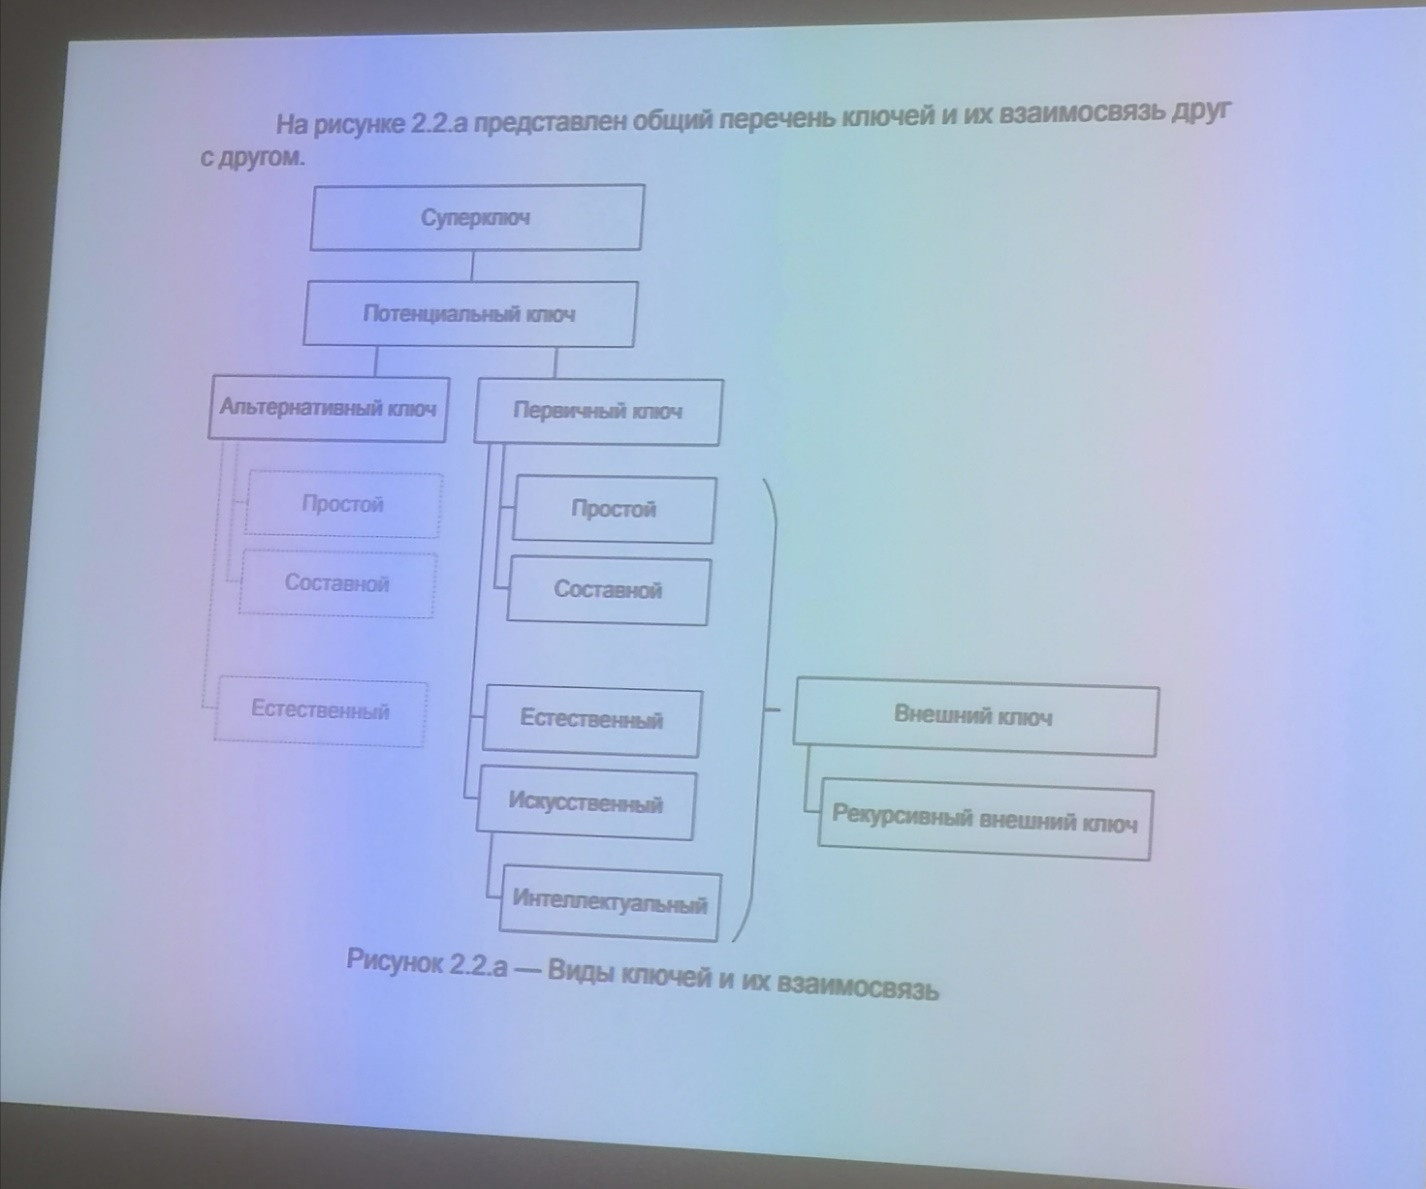 На рисунке 2.2.а представлен общий перечень ключей и их взаимосвязь друг
с другом.
Суперключ
Потенциальный ключ
Альтернативный ключ
Первичный ключ
Простой
Простой
Составной
Составной
Естественный
Естественный
Внешний ключ
Искусственный
Рекурсивный внешний ключ
Интеллектуальный
Рисунок 2.2.а — Виды ключей и их взаимосвязь